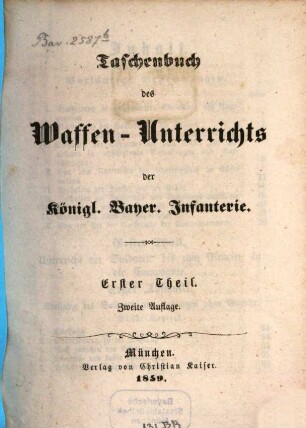 Bav. 2587 b
Taschenbuch
des
Waffen-Unterrichts
der
Königl. Bayer. Infanterie.
Erster Theil.
Zweite Auflage.
München.
Verlag von Christian Kaiser.
1859.
Bayerische